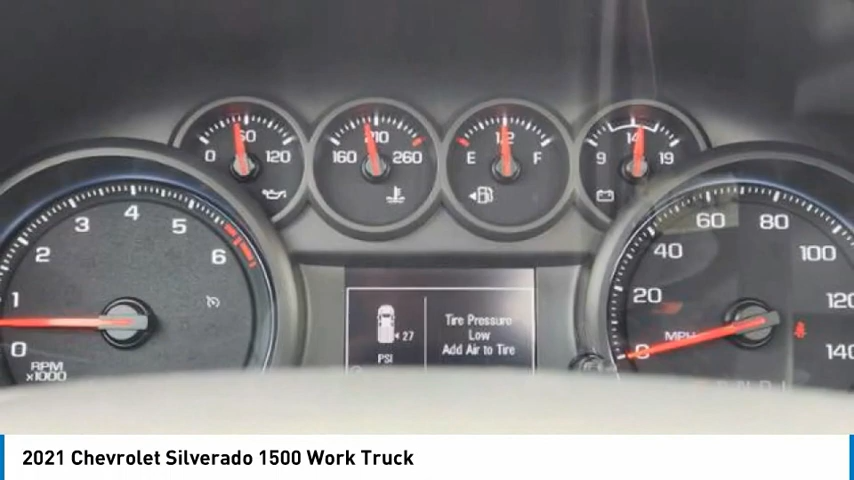 60
0 120
210
160 260
1/2
E F
14
9 19
4
3 5
2 6
1
0
RPM
x1000
60 80
40 100
20 120
MPH
0 140
27
PSI
Tire Pressure
Low
Add Air to Tire
2021 Chevrolet Silverado 1500 Work Truck